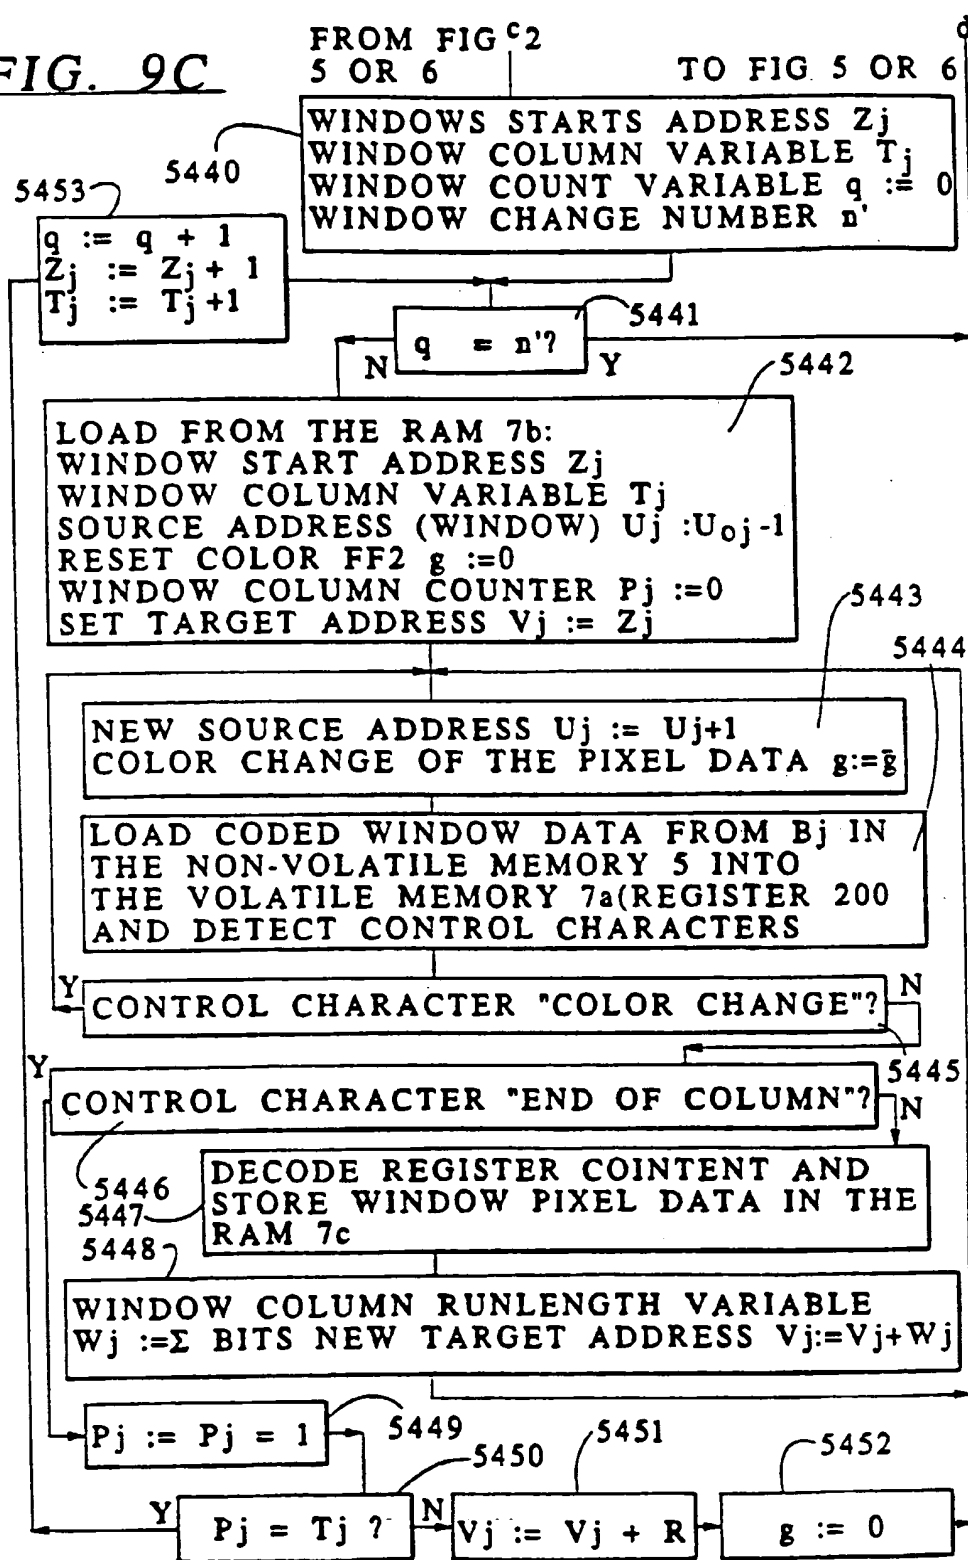 FIG. 9C
FROM FIG c2
5 OR 6
TO FIG 5 OR 6
d
5440
WINDOWS STARTS ADDRESS Zj
WINDOW COLUMN VARIABLE Tj
WINDOW COUNT VARIABLE q := 0
WINDOW CHANGE NUMBER n'
5453
q := q + 1
Zj := Zj + 1
Tj := Tj +1
5441
q = n'?
N
Y
5442
LOAD FROM THE RAM 7b:
WINDOW START ADDRESS Zj
WINDOW COLUMN VARIABLE Tj
SOURCE ADDRESS (WINDOW) Uj :Uoj-1
RESET COLOR FF2 g :=0
WINDOW COLUMN COUNTER Pj :=0
SET TARGET ADDRESS Vj := Zj
5443
5444
NEW SOURCE ADDRESS Uj := Uj+1
COLOR CHANGE OF THE PIXEL DATA g:=ḡ
LOAD CODED WINDOW DATA FROM Bj IN
THE NON-VOLATILE MEMORY 5 INTO
THE VOLATILE MEMORY 7a(REGISTER 200
AND DETECT CONTROL CHARACTERS
Y
CONTROL CHARACTER "COLOR CHANGE"?
N
5445
Y
CONTROL CHARACTER "END OF COLUMN"?
N
5446
5447
DECODE REGISTER COINTENT AND
STORE WINDOW PIXEL DATA IN THE
RAM 7c
5448
WINDOW COLUMN RUNLENGTH VARIABLE
Wj :=Σ BITS NEW TARGET ADDRESS Vj:=Vj+Wj
Pj := Pj = 1
5449
5450
5451
5452
Y
Pj = Tj ?
N
Vj := Vj + R
g := 0